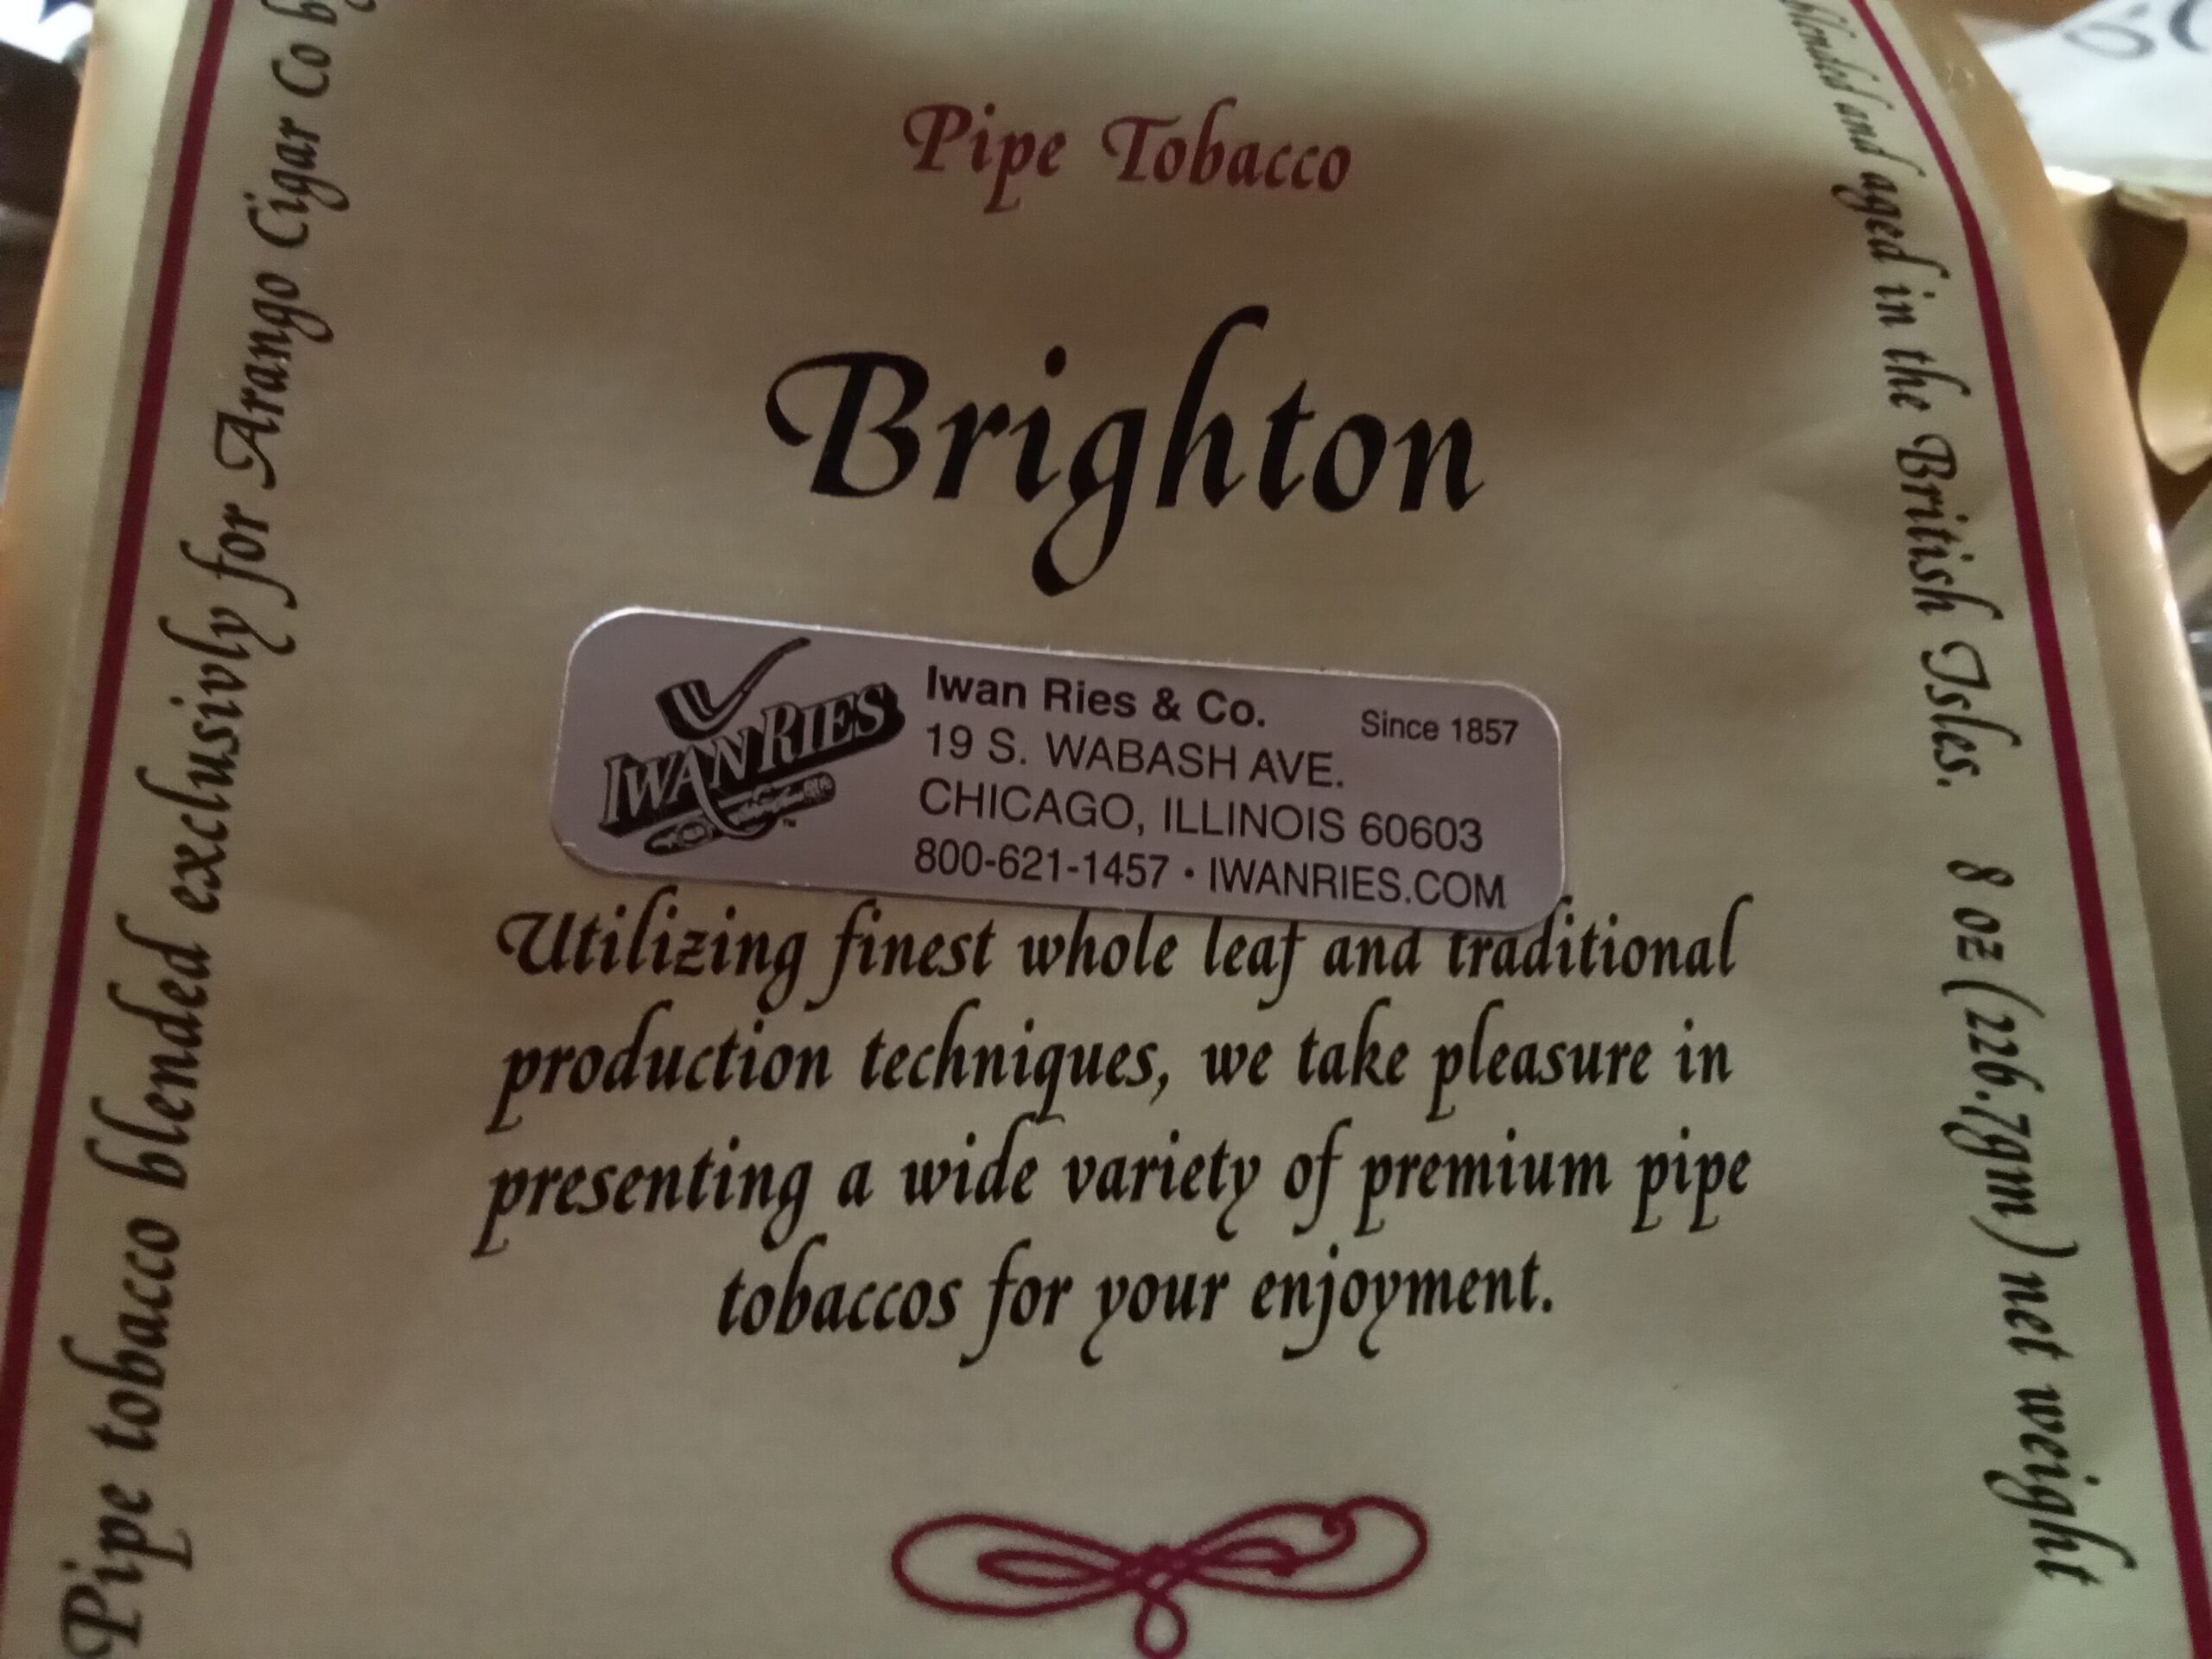 Pipe Tobacco
Brighton
IWAN RIES
™
Iwan Ries & Co.
Since 1857
19 S. WABASH AVE.
CHICAGO, ILLINOIS 60603
800-621-1457 • IWANRIES.COM
Utilizing finest whole leaf and traditional
production techniques, we take pleasure in
presenting a wide variety of premium pipe
tobaccos for your enjoyment.
Pipe tobacco blended exclusivly for Arango Cigar Co
blended and aged in the British Isles. 8 oz (226.7gm) net weight